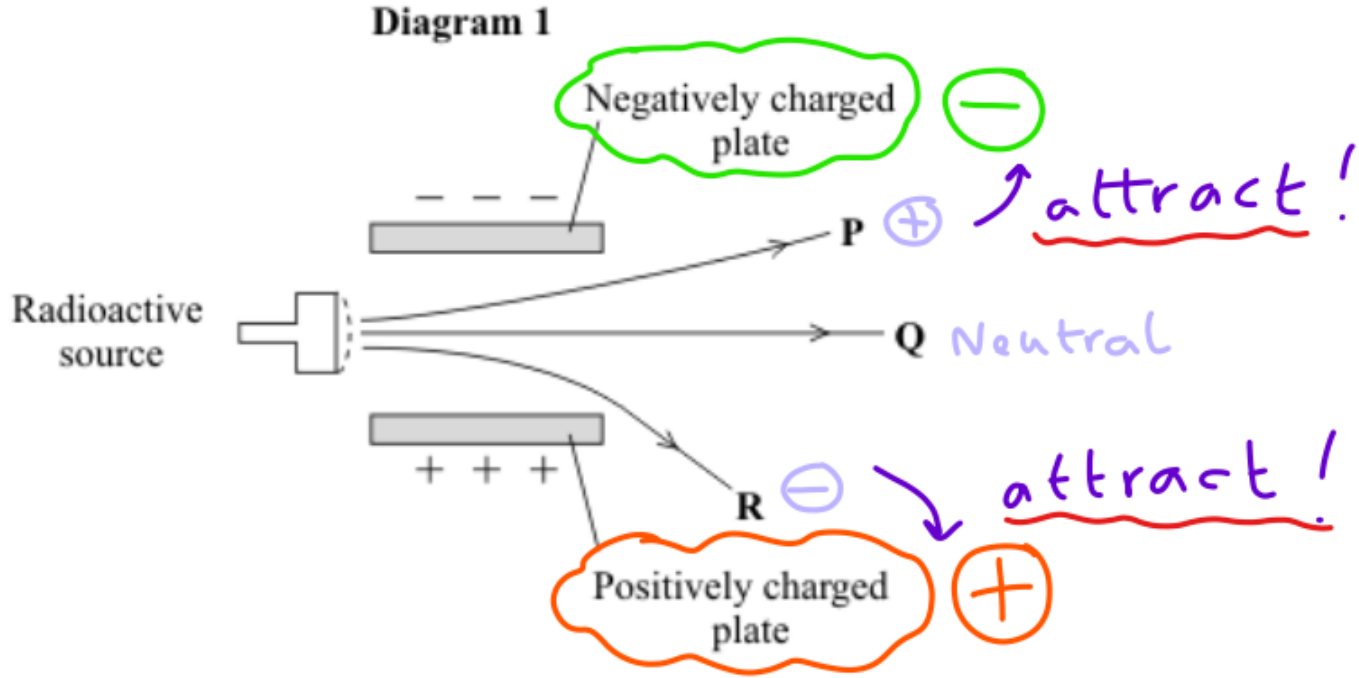 Diagram 1
Negatively charged
plate
−
attract!
− − −
P
+
Radioactive
source
Q
Neutral
+ + +
R
−
attract!
Positively charged
plate
+